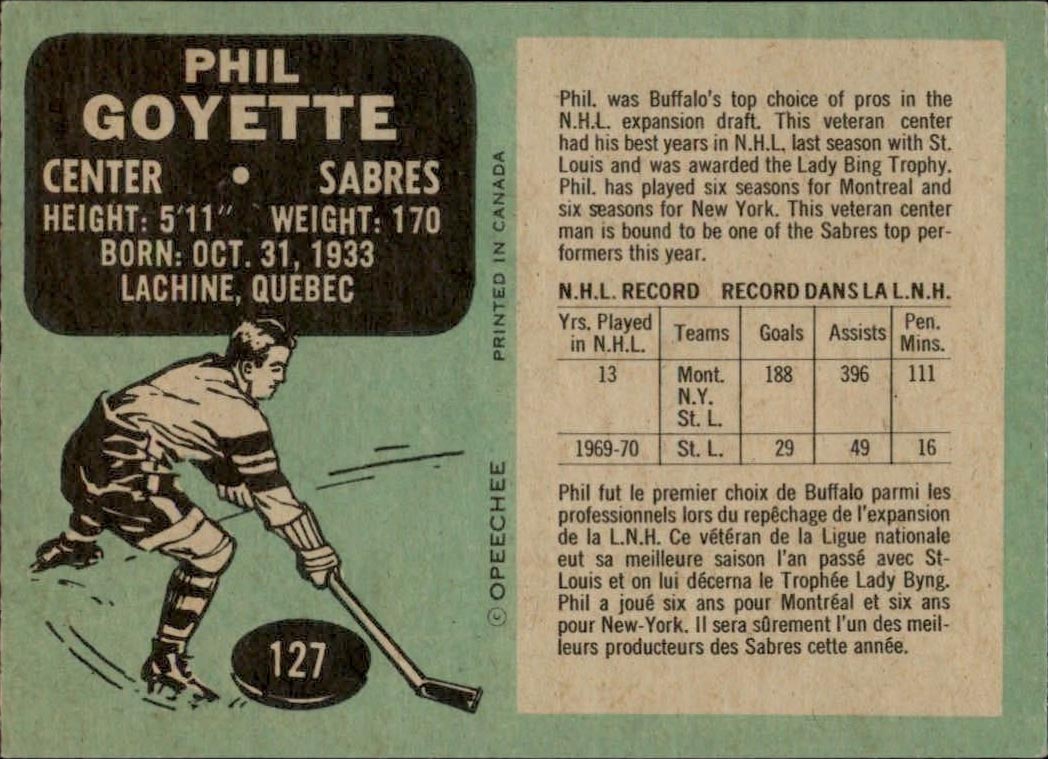 PHIL
GOYETTE
CENTER • SABRES
HEIGHT: 5'11" WEIGHT: 170
BORN: OCT. 31, 1933
LACHINE, QUEBEC
127
© OPEECHEE PRINTED IN CANADA
Phil. was Buffalo's top choice of pros in the
N.H.L. expansion draft. This veteran center
had his best years in N.H.L. last season with St.
Louis and was awarded the Lady Bing Trophy.
Phil. has played six seasons for Montreal and
six seasons for New York. This veteran center
man is bound to be one of the Sabres top per-
formers this year.
N.H.L. RECORD RECORD DANS LA L.N.H.
Yrs. Played in N.H.L. Teams Goals Assists Pen. Mins.
13 Mont. 188 396 111
N.Y.
St. L.
1969-70 St. L. 29 49 16
Phil fut le premier choix de Buffalo parmi les
professionnels lors du repêchage de l'expansion
de la L.N.H. Ce vétéran de la Ligue nationale
eut sa meilleure saison l'an passé avec St-
Louis et on lui décerna le Trophée Lady Byng.
Phil a joué six ans pour Montréal et six ans
pour New-York. Il sera sûrement l'un des meil-
leurs producteurs des Sabres cette année.